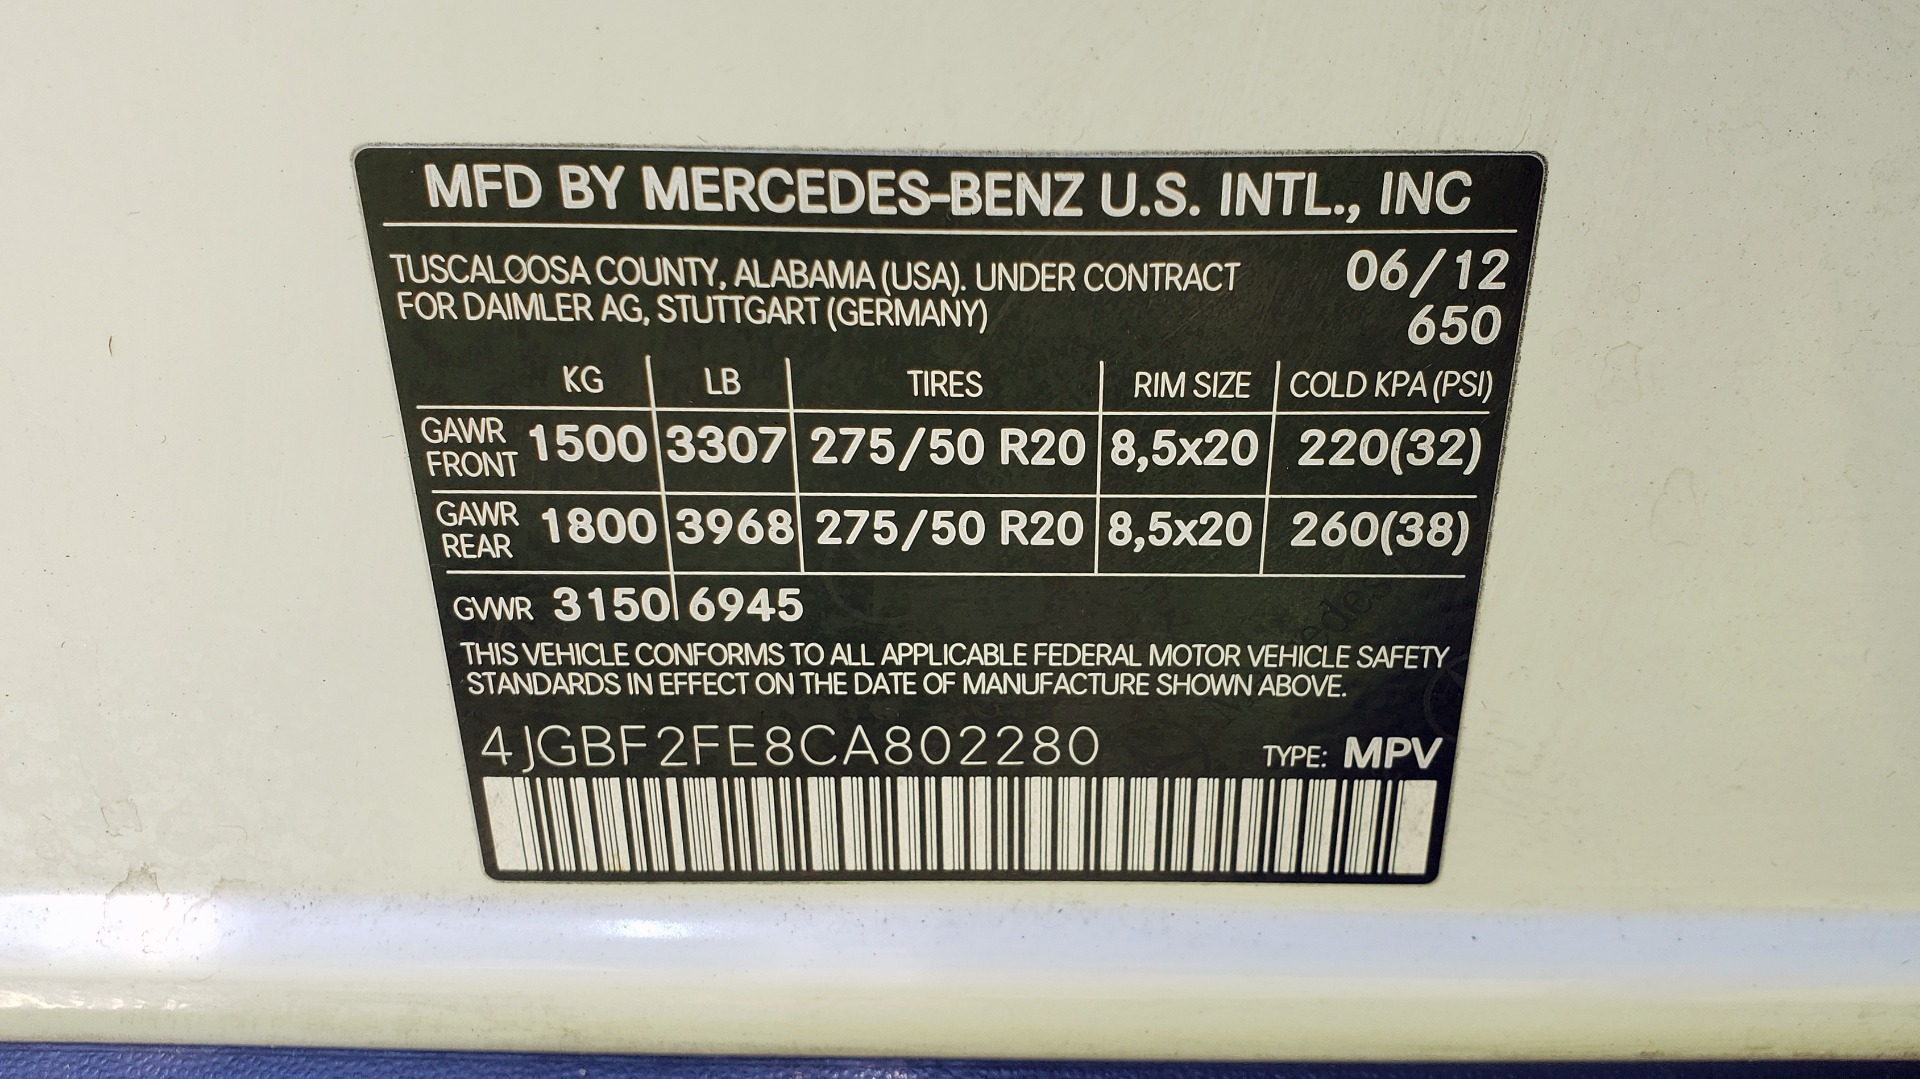 MFD BY MERCEDES-BENZ U.S. INTL., INC
TUSCALOOSA COUNTY, ALABAMA (USA). UNDER CONTRACT
FOR DAIMLER AG, STUTTGART (GERMANY)
06/12
650
KG LB TIRES RIM SIZE COLD KPA (PSI)
GAWR FRONT 1500 3307 275/50 R20 8,5x20 220(32)
GAWR REAR 1800 3968 275/50 R20 8,5x20 260(38)
GVWR 3150 6945
THIS VEHICLE CONFORMS TO ALL APPLICABLE FEDERAL MOTOR VEHICLE SAFETY
STANDARDS IN EFFECT ON THE DATE OF MANUFACTURE SHOWN ABOVE.
4JGBF2FE8CA802280 TYPE: MPV